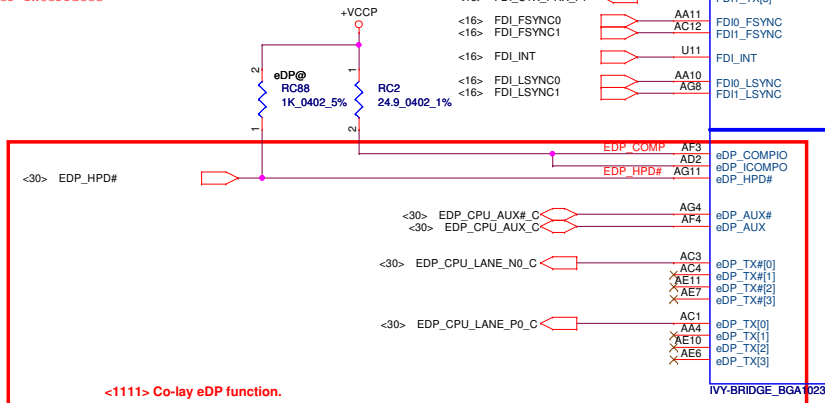 +VCCP
<16> FDI_FSYNC0 AA11 FDI0_FSYNC
<16> FDI_FSYNC1 AC12 FDI1_FSYNC
<16> FDI_INT U11 FDI_INT
<16> FDI_LSYNC0 AA10 FDI0_LSYNC
<16> FDI_LSYNC1 AG8 FDI1_LSYNC
2 eDP@ 1
RC88 RC2
1K_0402_5% 24.9_0402_1%
1 2
EDP_COMP AF3 eDP_COMPIO
AD2 eDP_ICOMPO
<30> EDP_HPD# EDP_HPD# AG11 eDP_HPD#
<30> EDP_CPU_AUX#_C AG4 eDP_AUX#
<30> EDP_CPU_AUX_C AF4 eDP_AUX
<30> EDP_CPU_LANE_N0_C AC3 eDP_TX#[0]
AC4 eDP_TX#[1]
AE11 eDP_TX#[2]
AE7 eDP_TX#[3]
<30> EDP_CPU_LANE_P0_C AC1 eDP_TX[0]
AA4 eDP_TX[1]
AE10 eDP_TX[2]
AE6 eDP_TX[3]
<1111> Co-lay eDP function.
IVY-BRIDGE_BGA1023